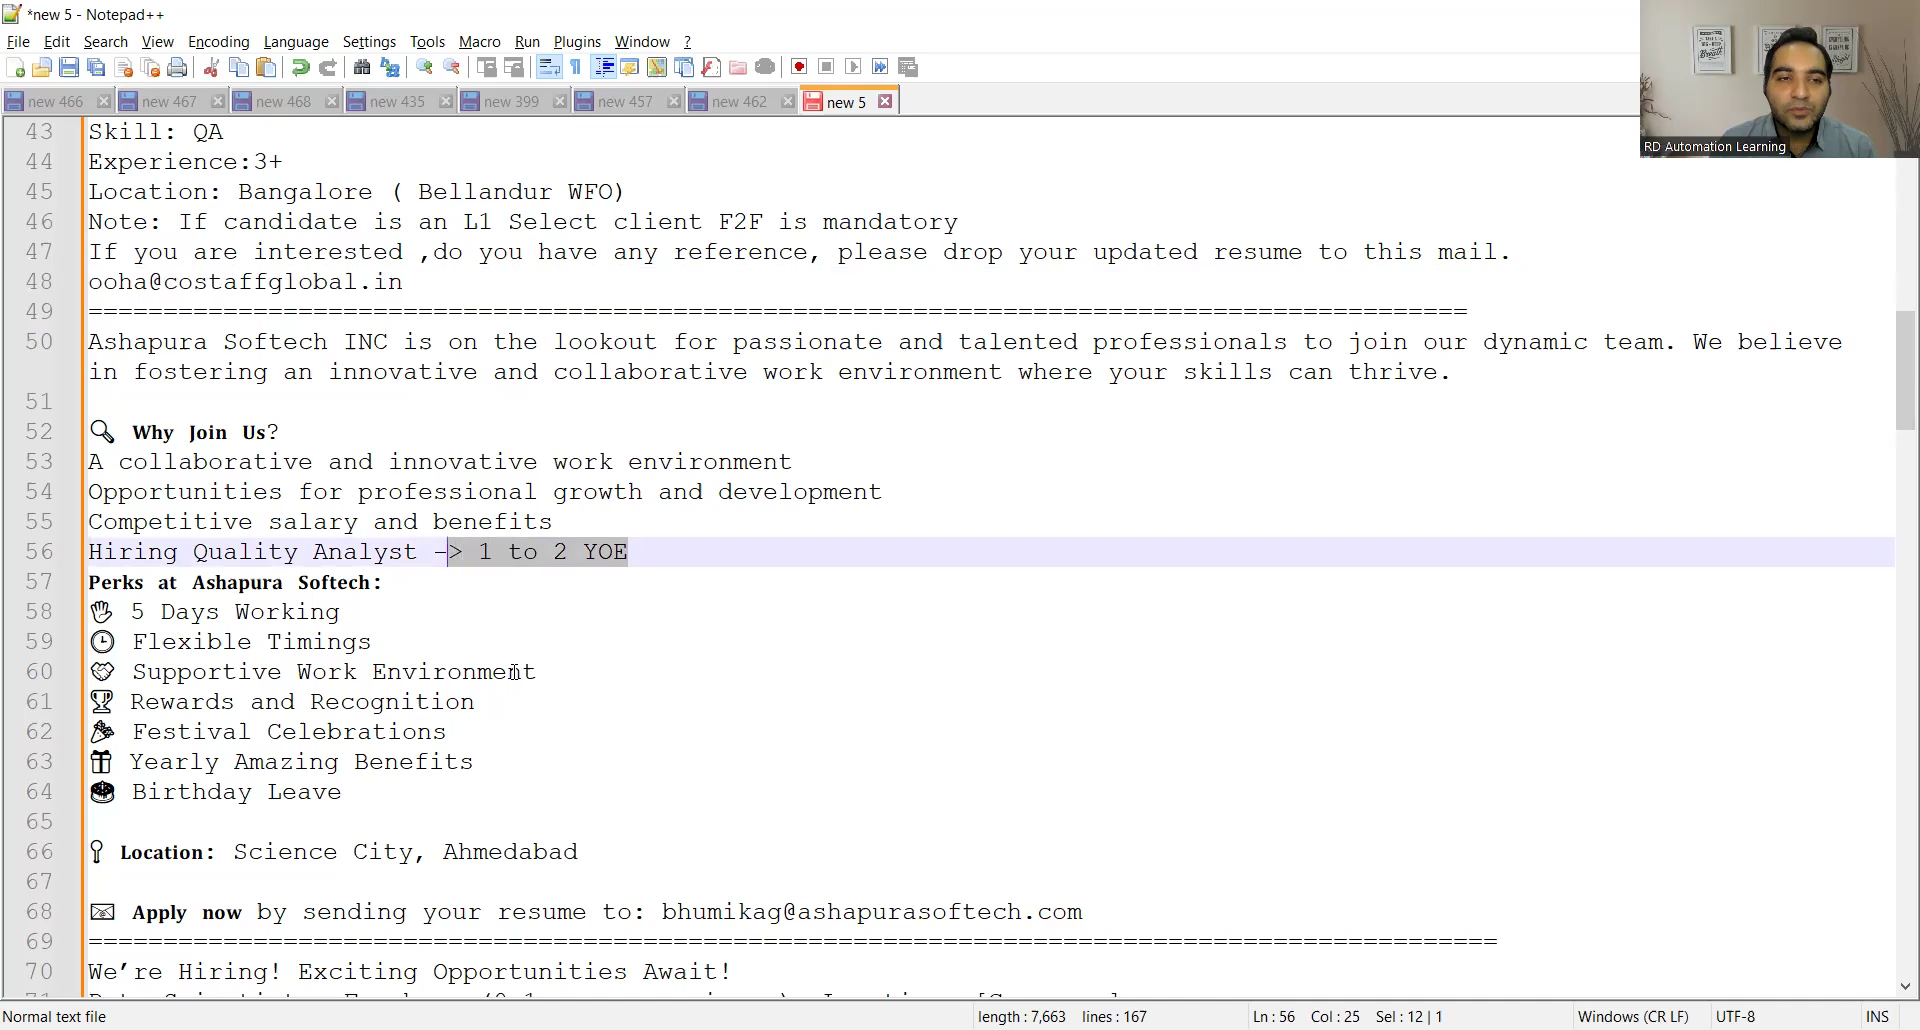 *new 5 - Notepad++
File Edit Search View Encoding Language Settings Tools Macro Run Plugins Window ?
new 466 new 467 new 468 new 435 new 399 new 457 new 462 new 5
RD Automation Learning
43 Skill: QA
44 Experience:3+
45 Location: Bangalore ( Bellandur WFO)
46 Note: If candidate is an L1 Select client F2F is mandatory
47 If you are interested ,do you have any reference, please drop your updated resume to this mail.
48 ooha@costaffglobal.in
49 ============================================================================================
50 Ashapura Softech INC is on the lookout for passionate and talented professionals to join our dynamic team. We believe
in fostering an innovative and collaborative work environment where your skills can thrive.
51
52 🔍 Why Join Us?
53 A collaborative and innovative work environment
54 Opportunities for professional growth and development
55 Competitive salary and benefits
56 Hiring Quality Analyst -> 1 to 2 YOE
57 Perks at Ashapura Softech:
58 5 Days Working
59 Flexible Timings
60 Supportive Work Environment
61 Rewards and Recognition
62 Festival Celebrations
63 Yearly Amazing Benefits
64 Birthday Leave
65
66 Location: Science City, Ahmedabad
67
68 Apply now by sending your resume to: bhumikag@ashapurasoftech.com
69 ==============================================================================================
70 We’re Hiring! Exciting Opportunities Await!
Normal text file length : 7,663 lines : 167 Ln : 56 Col : 25 Sel : 12 | 1 Windows (CR LF) UTF-8 INS